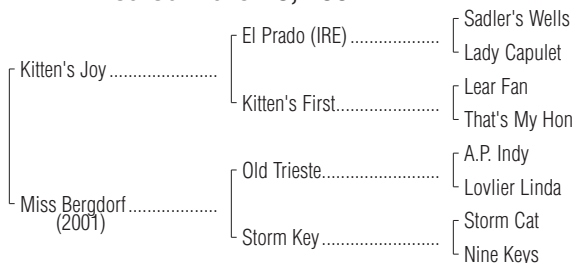 Sadler's Wells
El Prado (IRE)
Lady Capulet
Kitten's Joy
Lear Fan
Kitten's First
That's My Hon
A.P. Indy
Old Trieste
Lovlier Linda
Miss Bergdorf
(2001)
Storm Cat
Storm Key
Nine Keys